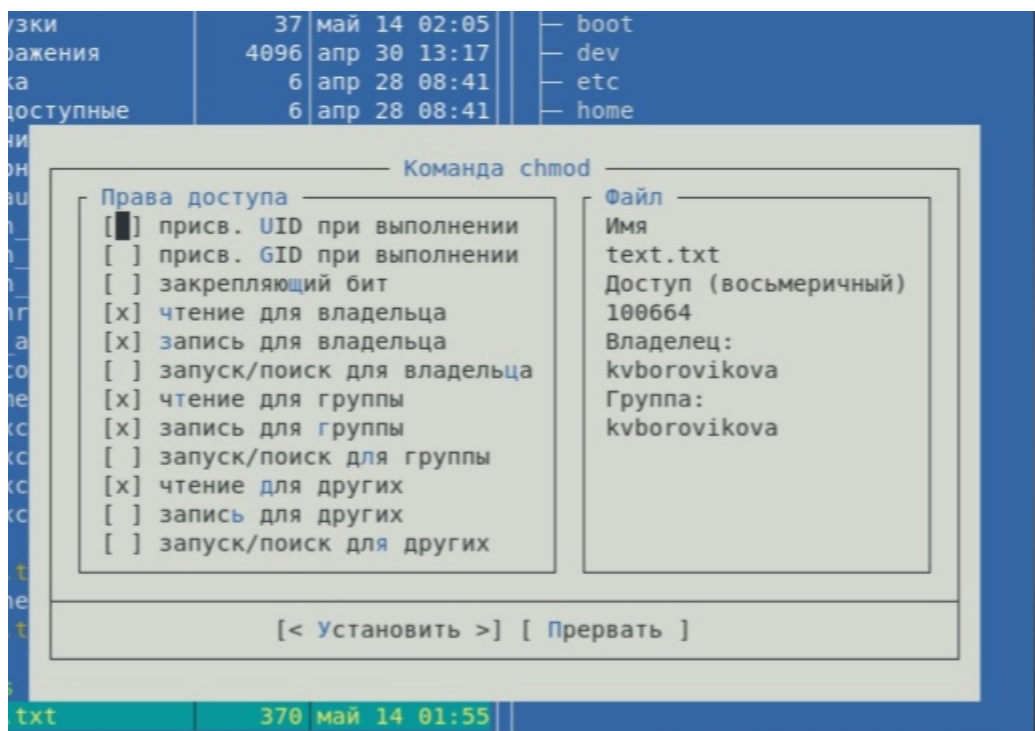 37 май 14 02:05 boot
4096 апр 30 13:17 dev
6 апр 28 08:41 etc
6 апр 28 08:41 home
Команда chmod
Права доступа
[ ] присв. UID при выполнении
[ ] присв. GID при выполнении
[ ] закрепляющий бит
[x] чтение для владельца
[x] запись для владельца
[ ] запуск/поиск для владельца
[x] чтение для группы
[x] запись для группы
[ ] запуск/поиск для группы
[x] чтение для других
[ ] запись для других
[ ] запуск/поиск для других
Файл
Имя
text.txt
Доступ (восьмеричный)
100664
Владелец:
kvborovikova
Группа:
kvborovikova
[< Установить >] [ Прервать ]
.txt 370 май 14 01:55